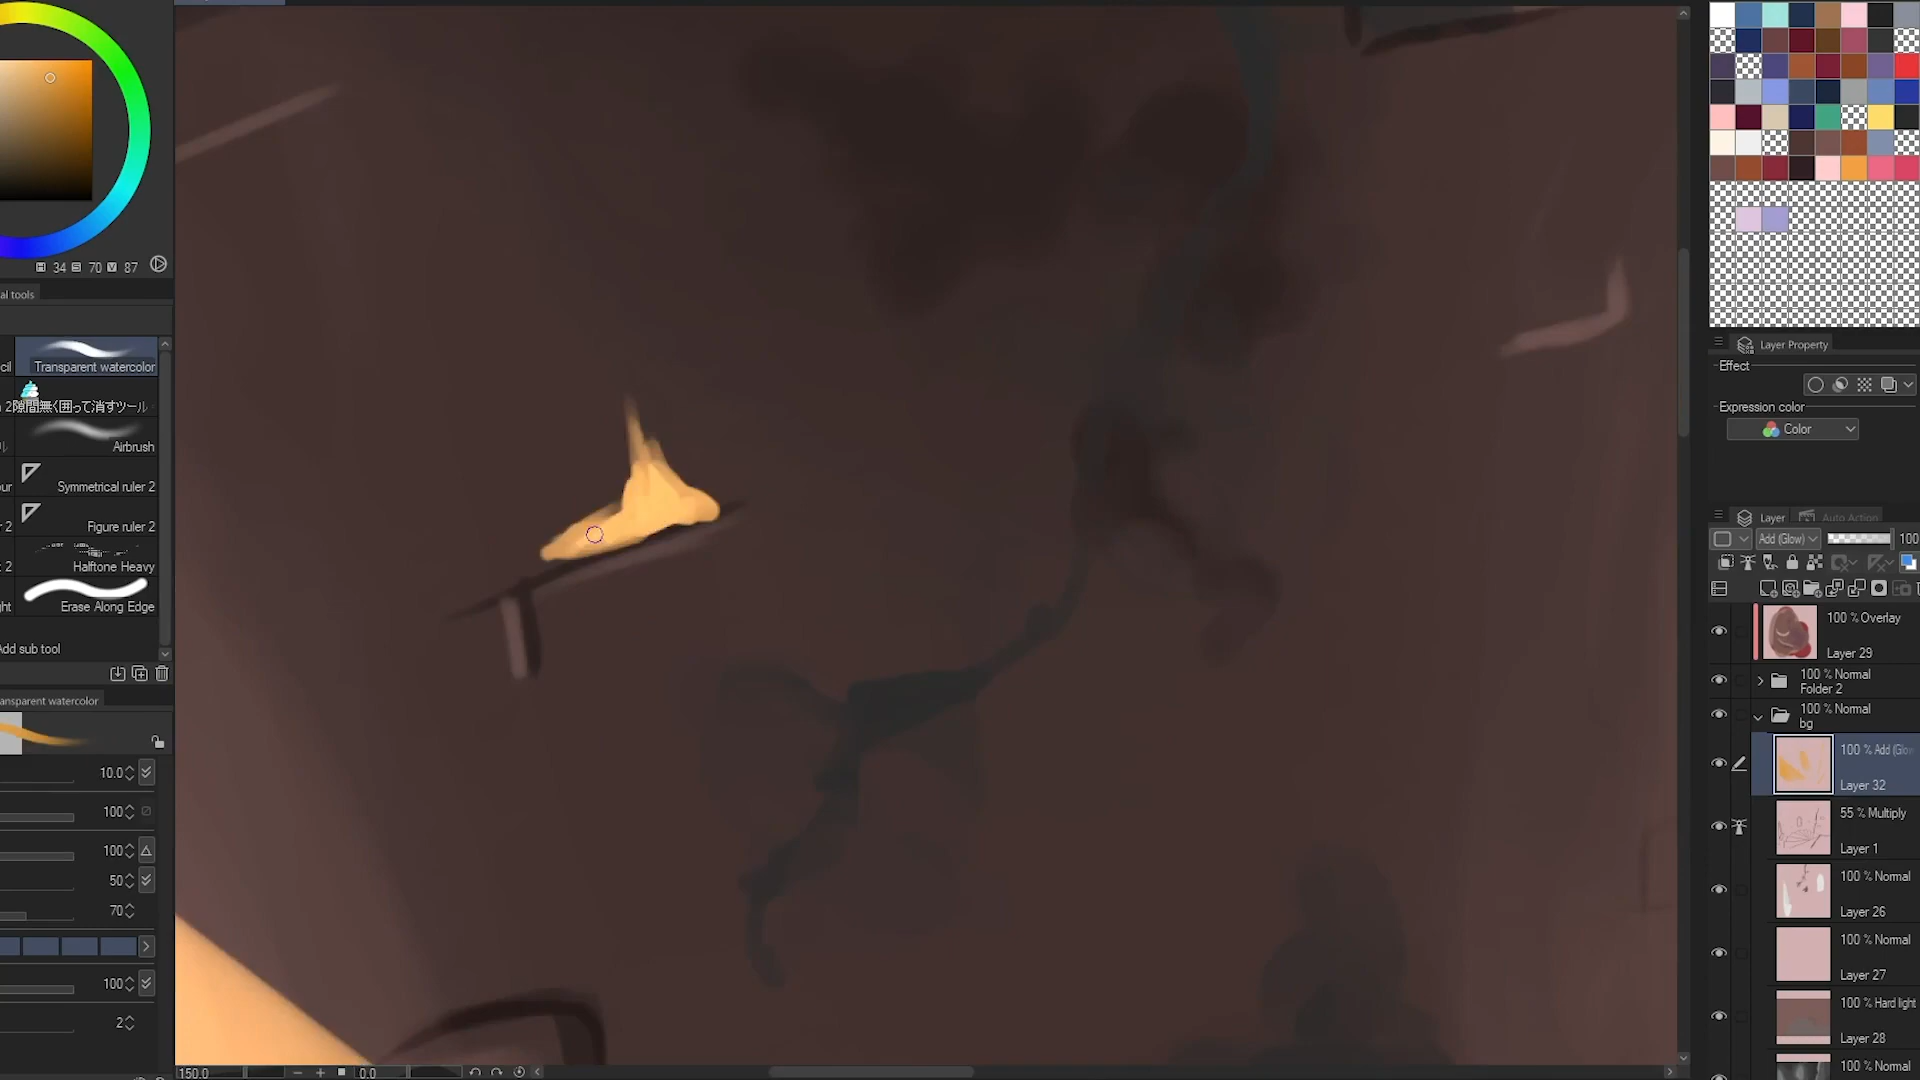 34 70 87
al tools
Transparent watercolor
隙間無く囲って消すツール
Airbrush
Symmetrical ruler 2
Figure ruler 2
Halftone Heavy
Erase Along Edge
Add sub tool
ansparent watercolor
10.0
100
100
50
70
100
2
150.0
0.0
Layer Property
Effect
Expression color
Color
Layer
Auto Action
Add (Glow)
100
100 % Overlay
Layer 29
100 % Normal
Folder 2
100 % Normal
bg
100 % Add (Glo
Layer 32
55 % Multiply
Layer 1
100 % Normal
Layer 26
100 % Normal
Layer 27
100 % Hard light
Layer 28
100 % Normal